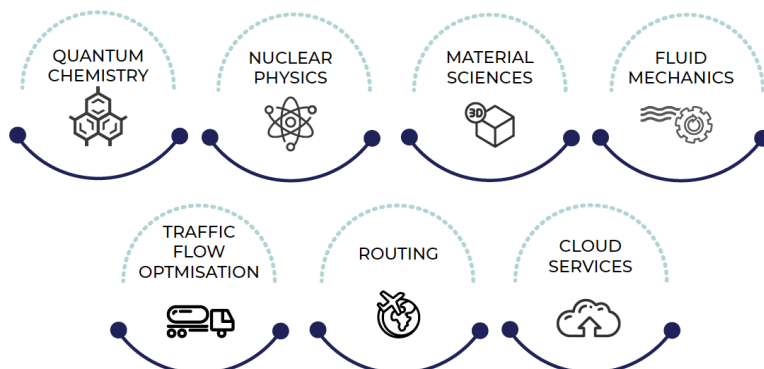 QUANTUM
CHEMISTRY
NUCLEAR
PHYSICS
MATERIAL
SCIENCES
3D
FLUID
MECHANICS
TRAFFIC
FLOW
OPTMISATION
ROUTING
CLOUD
SERVICES